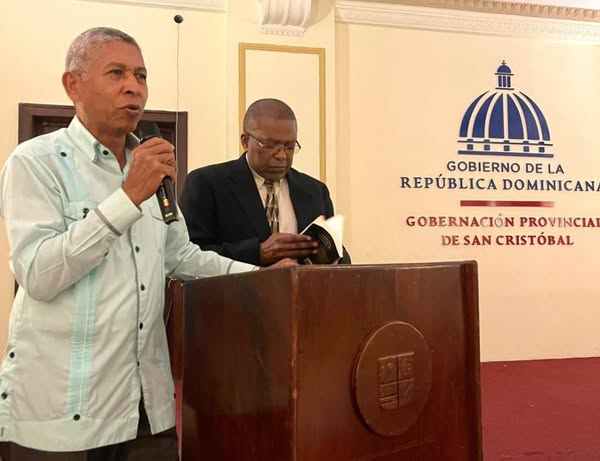 GOBIERNO DE LA
REPÚBLICA DOMINICANA
GOBERNACIÓN PROVINCIAL
DE SAN CRISTÓBAL